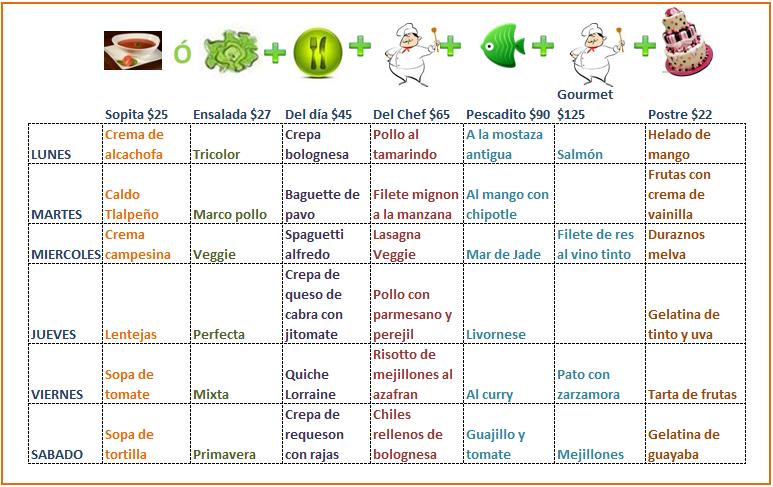 ó
Sopita $25
Ensalada $27
Del día $45
Del Chef $65
Pescadito $90
Gourmet
$125
Postre $22
LUNES
Crema de
alcachofa
Tricolor
Crepa
bolognesa
Pollo al
tamarindo
A la mostaza
antigua
Salmón
Helado de
mango
MARTES
Caldo
Tlalpeño
Marco pollo
Baguette de
pavo
Filete mignon
a la manzana
Al mango con
chipotle
Frutas con
crema de
vainilla
MIERCOLES
Crema
campesina
Veggie
Spaguetti
alfredo
Lasagna
Veggie
Mar de Jade
Filete de res
al vino tinto
Duraznos
melva
JUEVES
Lentejas
Perfecta
Crepa de
queso de
cabra con
jitomate
Pollo con
parmesano y
perejil
Livornese
Gelatina de
tinto y uva
VIERNES
Sopa de
tomate
Mixta
Quiche
Lorraine
Risotto de
mejillones al
azafran
Al curry
Pato con
zarzamora
Tarta de frutas
SABADO
Sopa de
tortilla
Primavera
Crepa de
requeson
con rajas
Chiles
rellenos de
bolognesa
Guajillo y
tomate
Mejillones
Gelatina de
guayaba